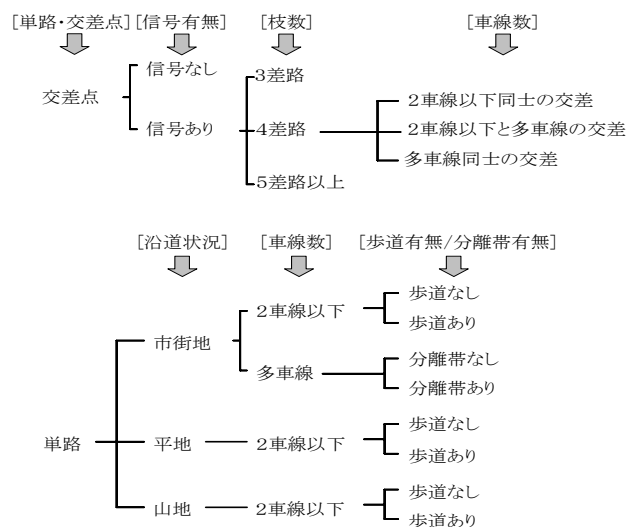 [単路・交差点] [信号有無] [枝数] [車線数]
信号なし
交差点
信号あり
3差路
4差路
5差路以上
2車線以下同士の交差
2車線以下と多車線の交差
多車線同士の交差
[沿道状況] [車線数] [歩道有無/分離帯有無]
単路
市街地
2車線以下
歩道なし
歩道あり
多車線
分離帯なし
分離帯あり
平地
2車線以下
歩道なし
歩道あり
山地
2車線以下
歩道なし
歩道あり